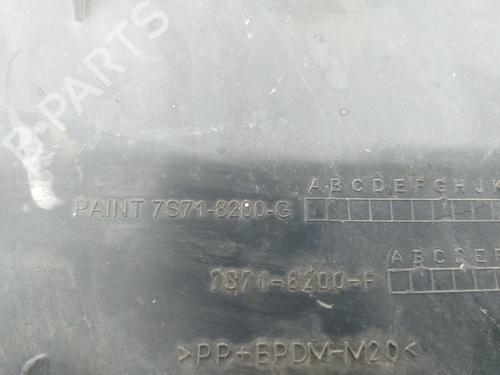 B-PARTS
A B C D E F G H J K
PAINT 7S71-8200-G
A B C D E F
7S71-8200-F
>PP+EPDM-M20<